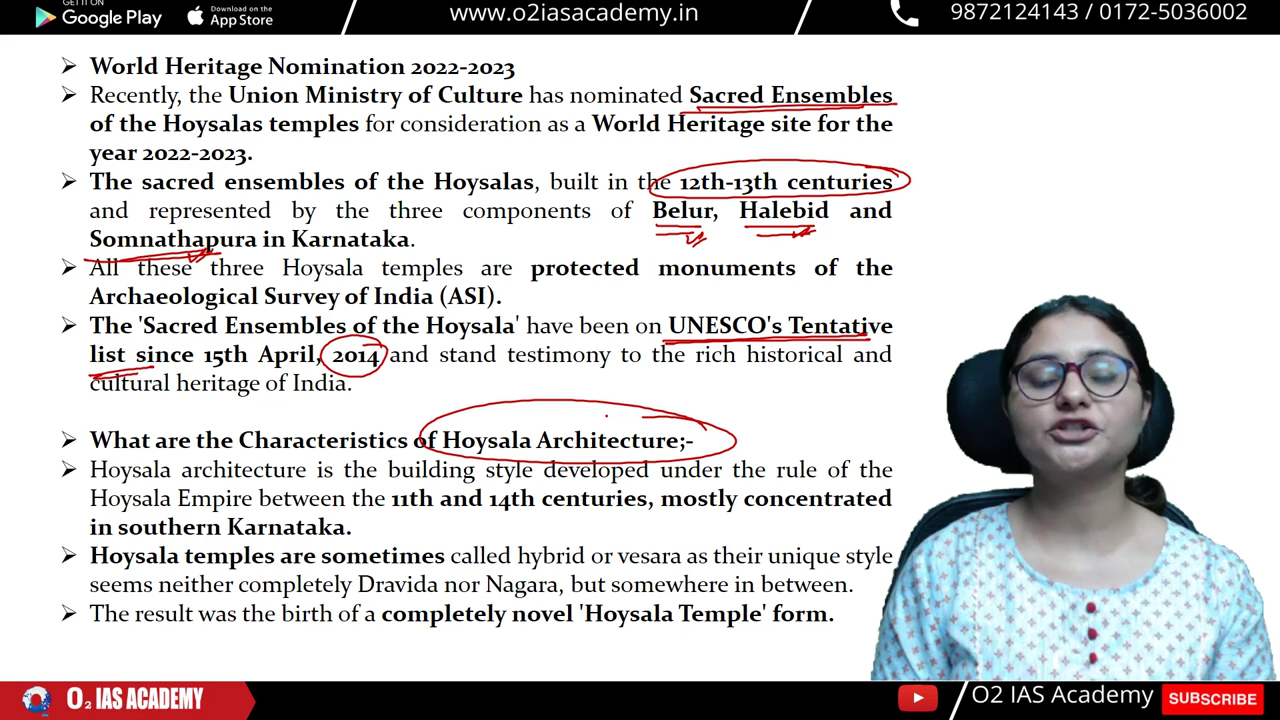 GET IT ON
Google Play
Download on the
App Store
www.o2iasacademy.in
9872124143 / 0172-5036002
➢ World Heritage Nomination 2022-2023
➢ Recently, the Union Ministry of Culture has nominated Sacred Ensembles
of the Hoysalas temples for consideration as a World Heritage site for the
year 2022-2023.
➢ The sacred ensembles of the Hoysalas, built in the 12th-13th centuries
and represented by the three components of Belur, Halebid and
Somnathapura in Karnataka.
➢ All these three Hoysala temples are protected monuments of the
Archaeological Survey of India (ASI).
➢ The 'Sacred Ensembles of the Hoysala' have been on UNESCO's Tentative
list since 15th April, 2014 and stand testimony to the rich historical and
cultural heritage of India.
➢ What are the Characteristics of Hoysala Architecture;-
➢ Hoysala architecture is the building style developed under the rule of the
Hoysala Empire between the 11th and 14th centuries, mostly concentrated
in southern Karnataka.
➢ Hoysala temples are sometimes called hybrid or vesara as their unique style
seems neither completely Dravida nor Nagara, but somewhere in between.
➢ The result was the birth of a completely novel 'Hoysala Temple' form.
O2 IAS ACADEMY
O2 IAS Academy
SUBSCRIBE